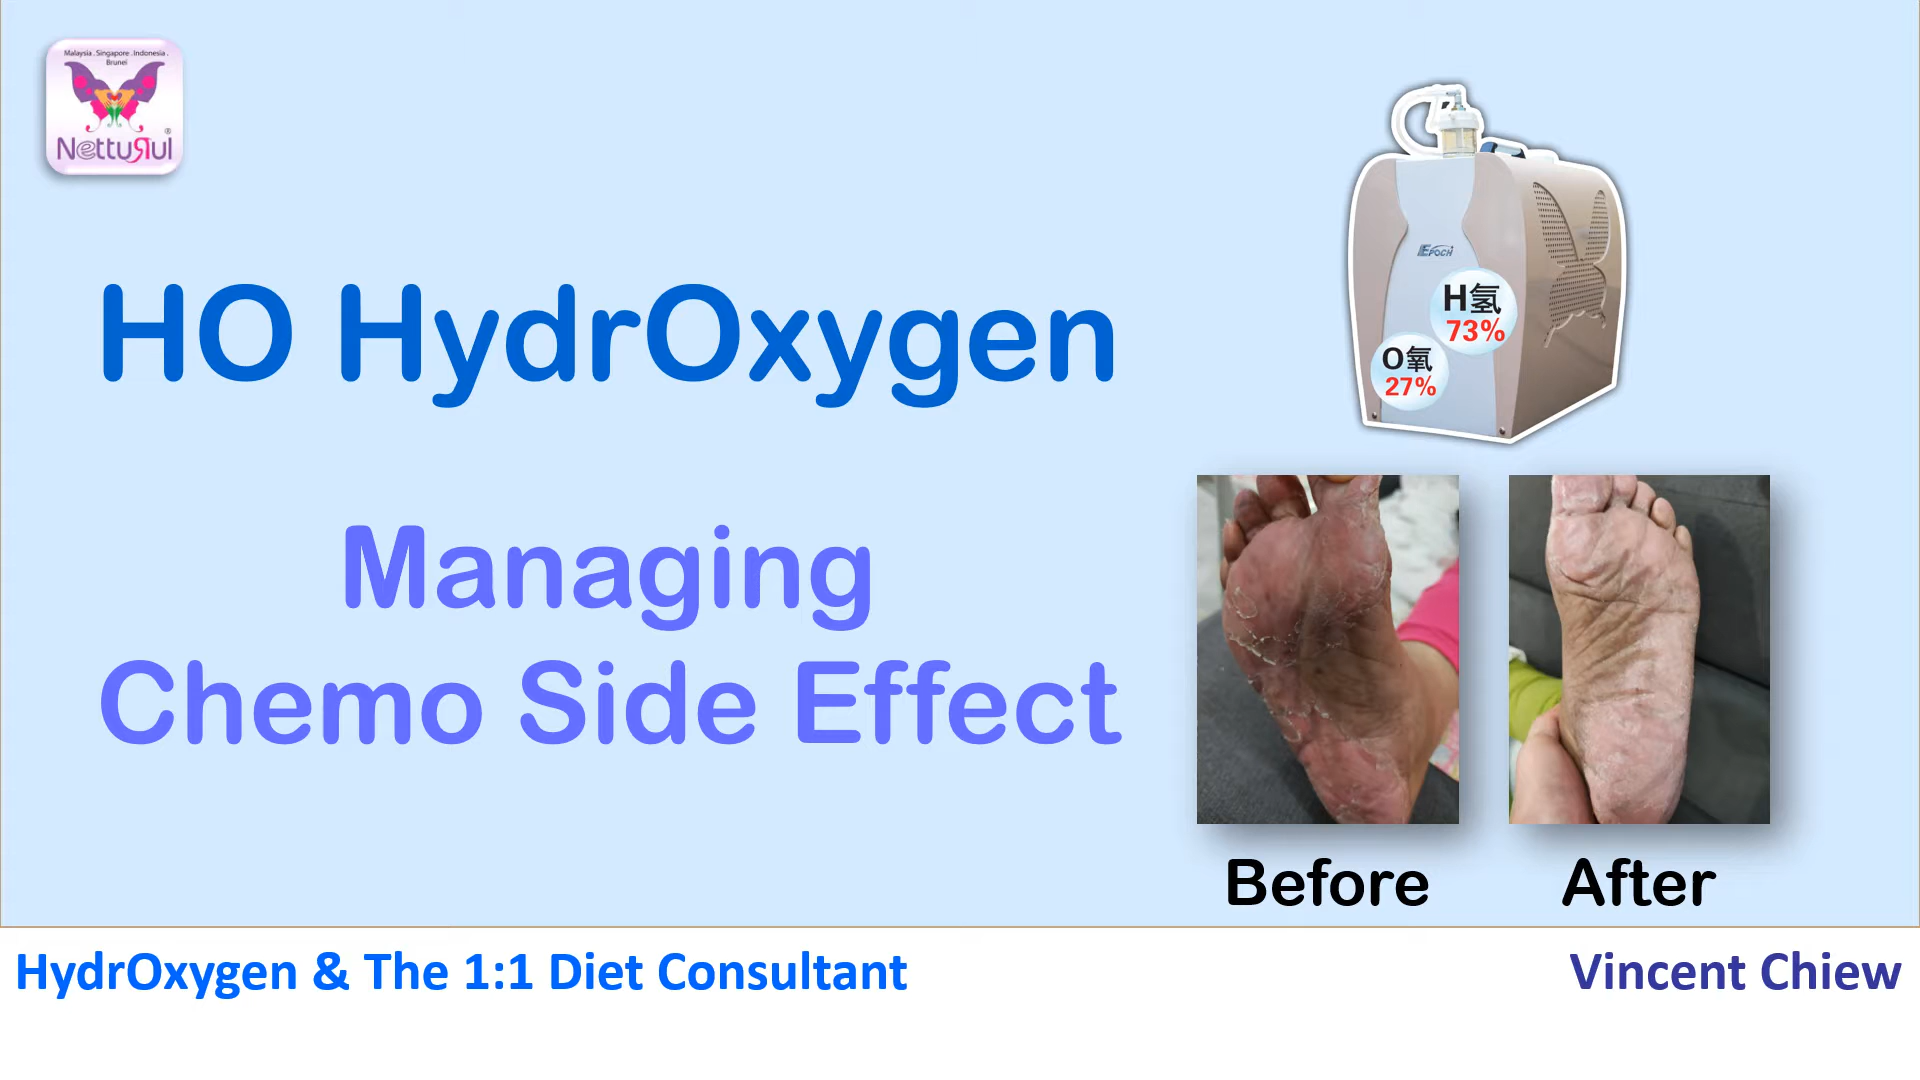 Malaysia . Singapore . Indonesia .
Brunei
NettuЯul®
HO HydrOxygen
Managing
Chemo Side Effect
EPOCH
H氢
73%
O氧
27%
Before
After
HydrOxygen & The 1:1 Diet Consultant
Vincent Chiew